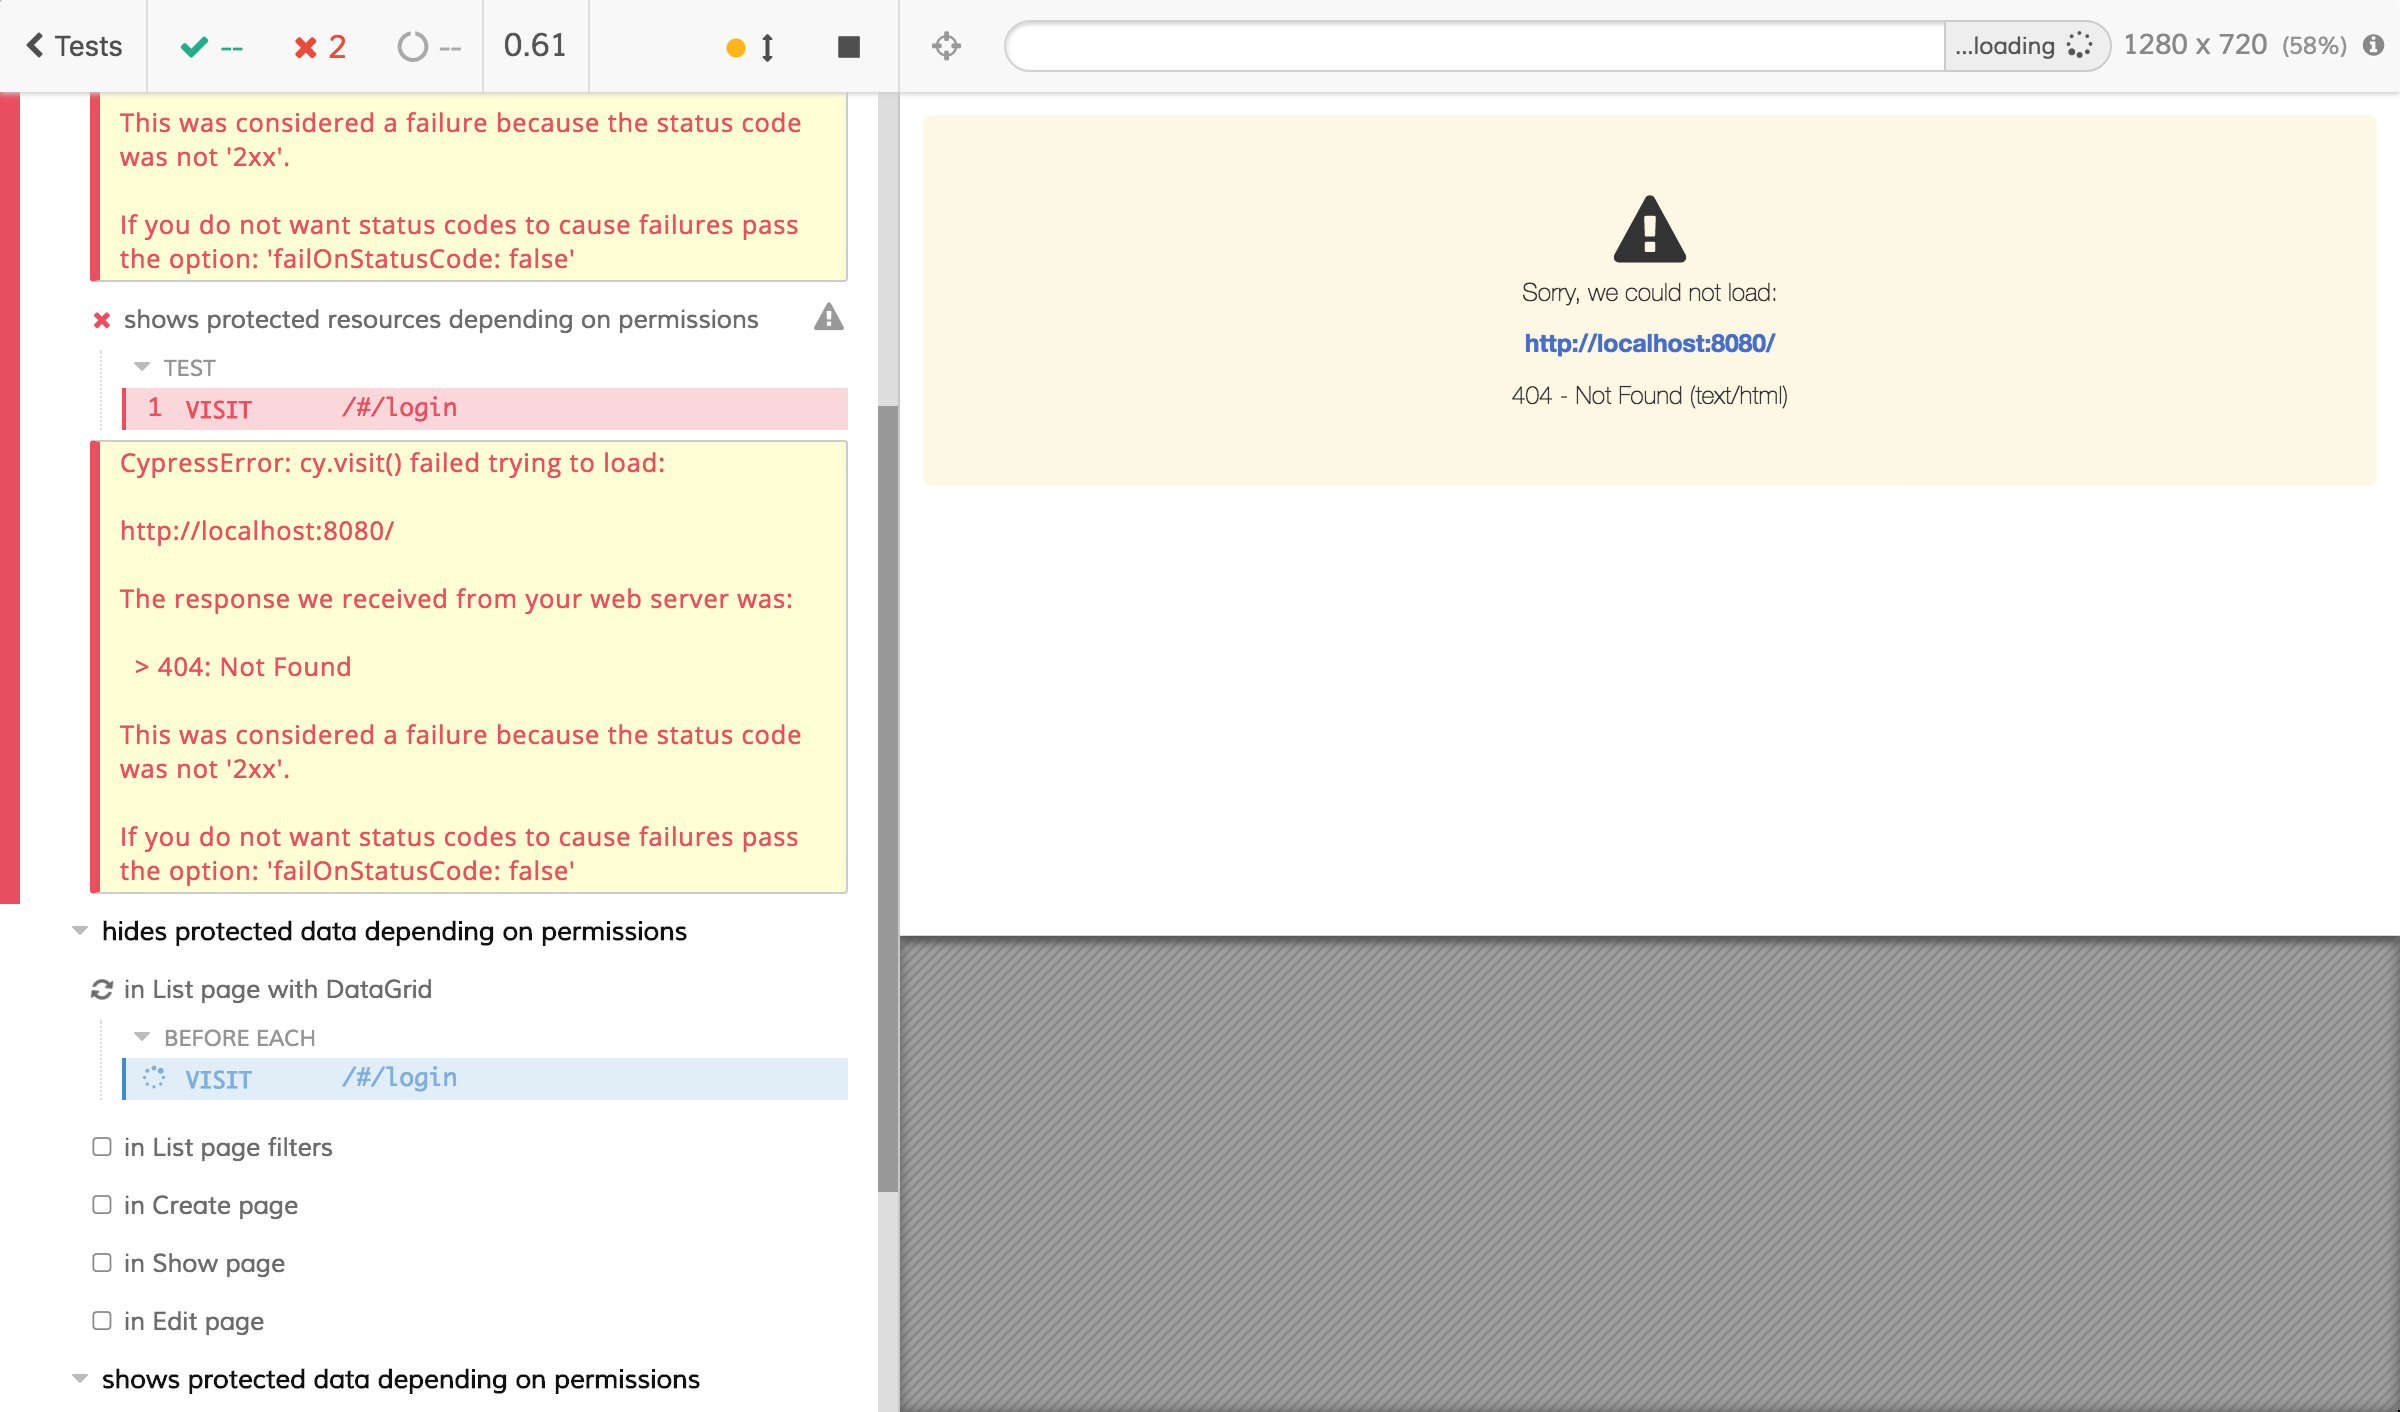 Tests
--
2
--
0.61
...loading
1280 x 720 (58%)
This was considered a failure because the status code
was not '2xx'.
If you do not want status codes to cause failures pass
the option: 'failOnStatusCode: false'
shows protected resources depending on permissions
TEST
1 VISIT /#/login
CypressError: cy.visit() failed trying to load:
http://localhost:8080/
The response we received from your web server was:
> 404: Not Found
This was considered a failure because the status code
was not '2xx'.
If you do not want status codes to cause failures pass
the option: 'failOnStatusCode: false'
hides protected data depending on permissions
in List page with DataGrid
BEFORE EACH
VISIT /#/login
in List page filters
in Create page
in Show page
in Edit page
shows protected data depending on permissions
Sorry, we could not load:
http://localhost:8080/
404 - Not Found (text/html)